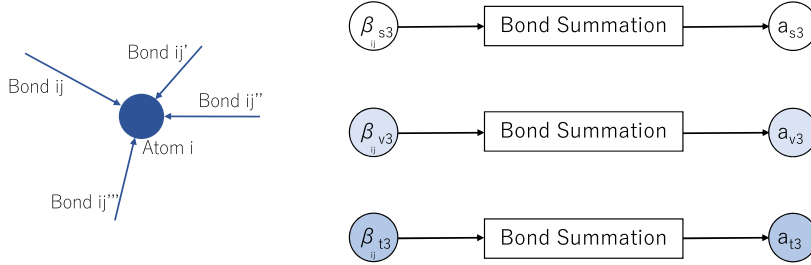 Bond ij'
Bond ij
Bond ij''
Atom i
Bond ij'''
β s3
ij
Bond Summation
a s3
β v3
ij
Bond Summation
a v3
β t3
ij
Bond Summation
a t3